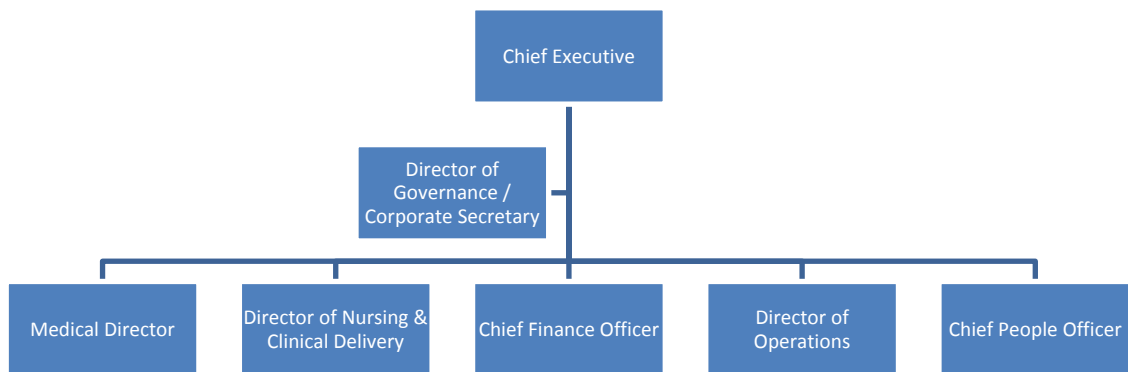 Chief Executive
Director of
Governance /
Corporate Secretary
Medical Director
Director of Nursing &
Clinical Delivery
Chief Finance Officer
Director of
Operations
Chief People Officer